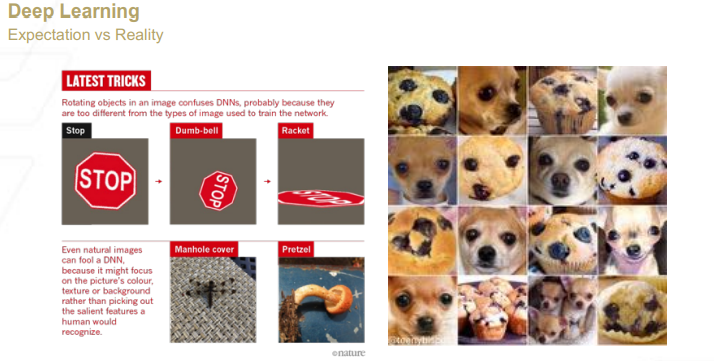 Deep Learning
Expectation vs Reality
LATEST TRICKS
Rotating objects in an image confuses DNNs, probably because they
are too different from the types of image used to train the network.
Stop
Dumb-bell
Racket
STOP
STOP
STOP
Even natural images
can fool a DNN,
because it might focus
on the picture's colour,
texture or background
rather than picking out
the salient features a
human would
recognize.
Manhole cover
Pretzel
©nature